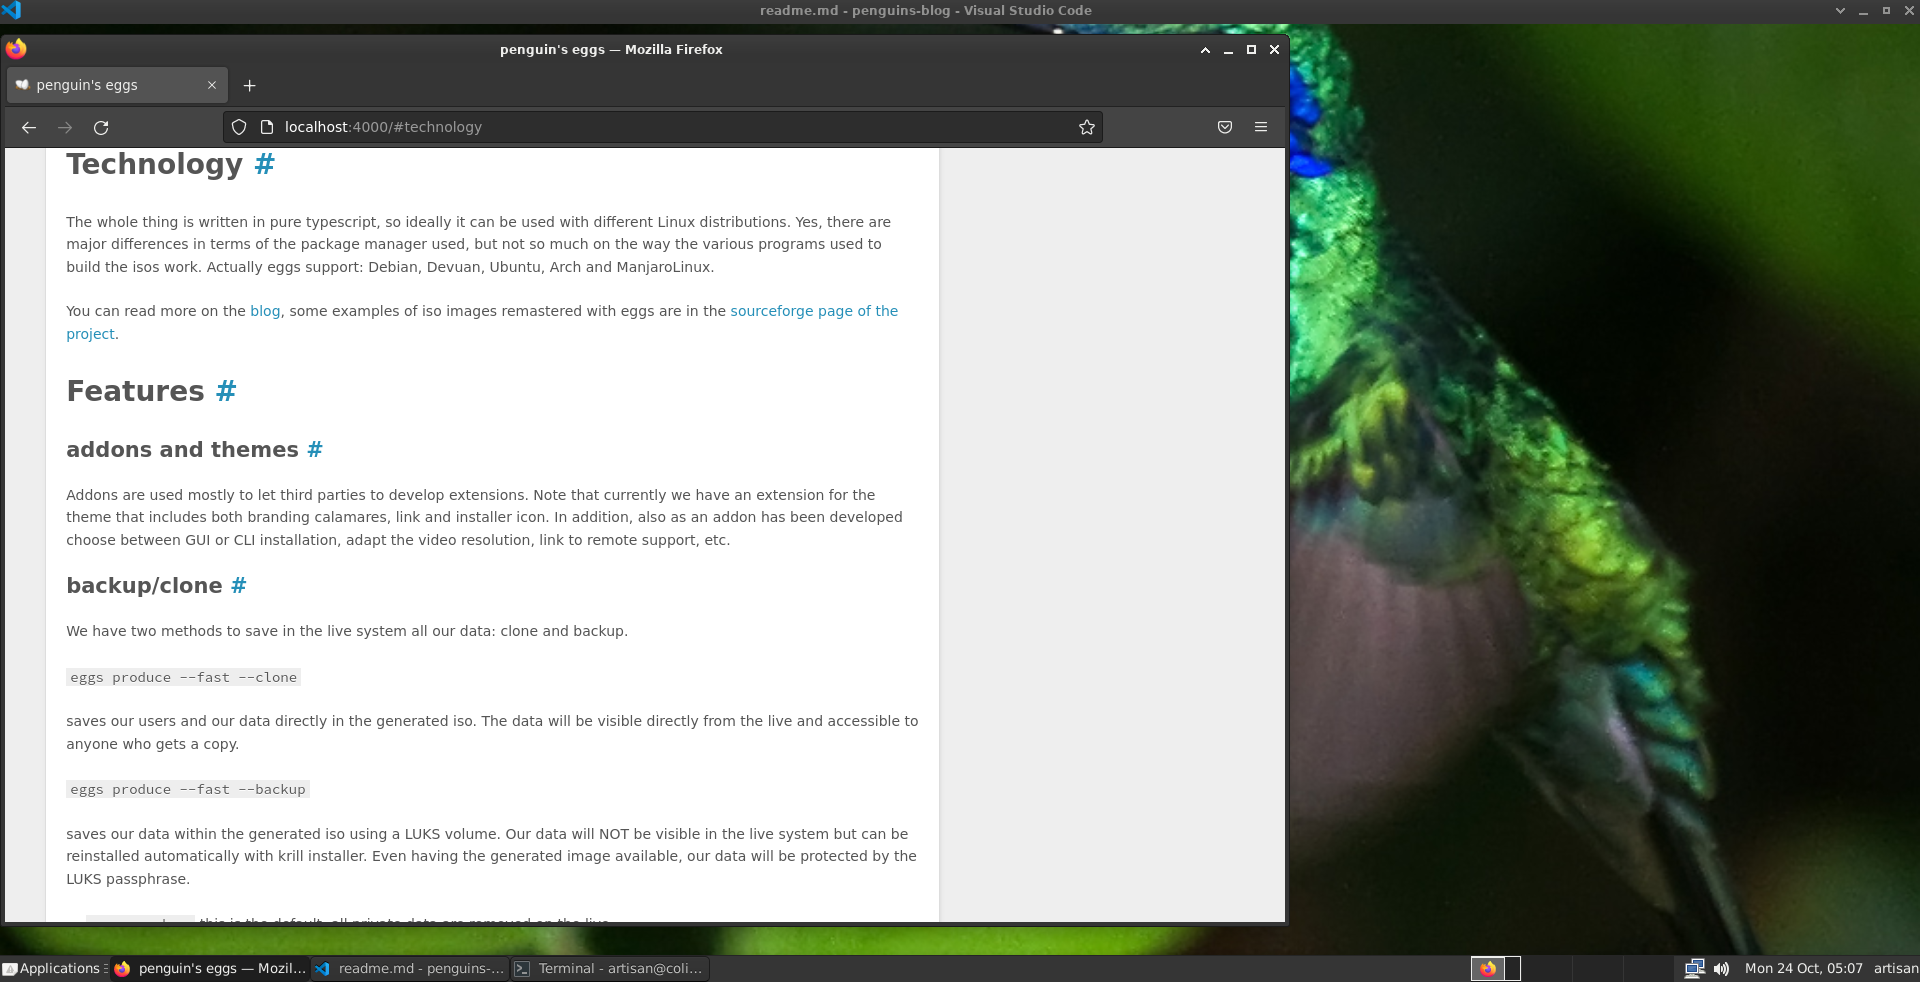 readme.md - penguins-blog - Visual Studio Code
penguin's eggs — Mozilla Firefox
penguin's eggs
localhost:4000/#technology
Technology #
The whole thing is written in pure typescript, so ideally it can be used with different Linux distributions. Yes, there are
major differences in terms of the package manager used, but not so much on the way the various programs used to
build the isos work. Actually eggs support: Debian, Devuan, Ubuntu, Arch and ManjaroLinux.
You can read more on the blog, some examples of iso images remastered with eggs are in the sourceforge page of the
project.
Features #
addons and themes #
Addons are used mostly to let third parties to develop extensions. Note that currently we have an extension for the
theme that includes both branding calamares, link and installer icon. In addition, also as an addon has been developed
choose between GUI or CLI installation, adapt the video resolution, link to remote support, etc.
backup/clone #
We have two methods to save in the live system all our data: clone and backup.
eggs produce --fast --clone
saves our users and our data directly in the generated iso. The data will be visible directly from the live and accessible to
anyone who gets a copy.
eggs produce --fast --backup
saves our data within the generated iso using a LUKS volume. Our data will NOT be visible in the live system but can be
reinstalled automatically with krill installer. Even having the generated image available, our data will be protected by the
LUKS passphrase.
this is the default, all private data are removed on the live
Applications
penguin's eggs — Mozil...
readme.md - penguins-...
Terminal - artisan@coli...
Mon 24 Oct, 05:07 artisan